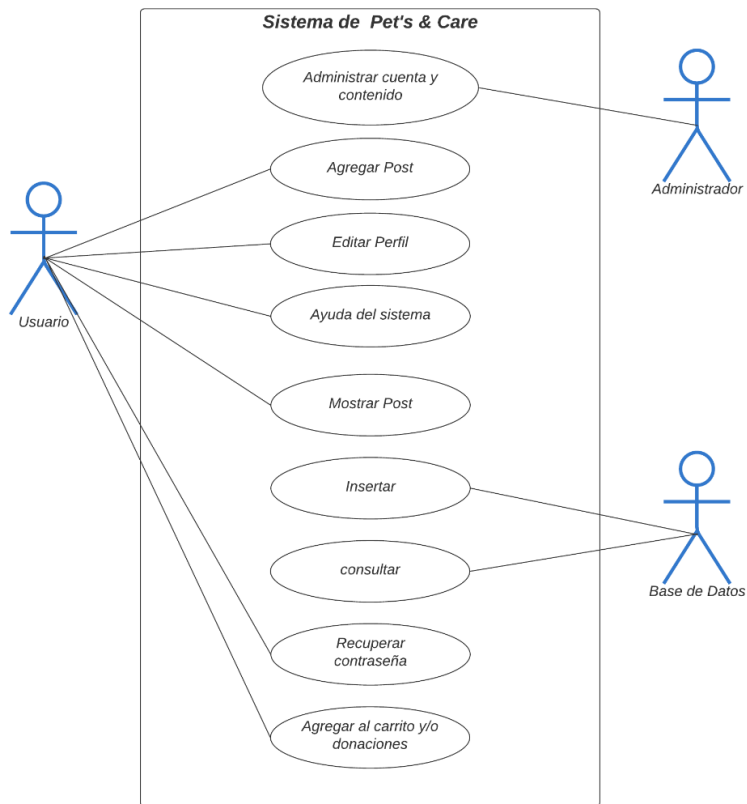 Sistema de Pet's & Care
Administrar cuenta y
contenido
Administrador
Agregar Post
Editar Perfil
Usuario
Ayuda del sistema
Mostrar Post
Insertar
consultar
Base de Datos
Recuperar
contraseña
Agregar al carrito y/o
donaciones